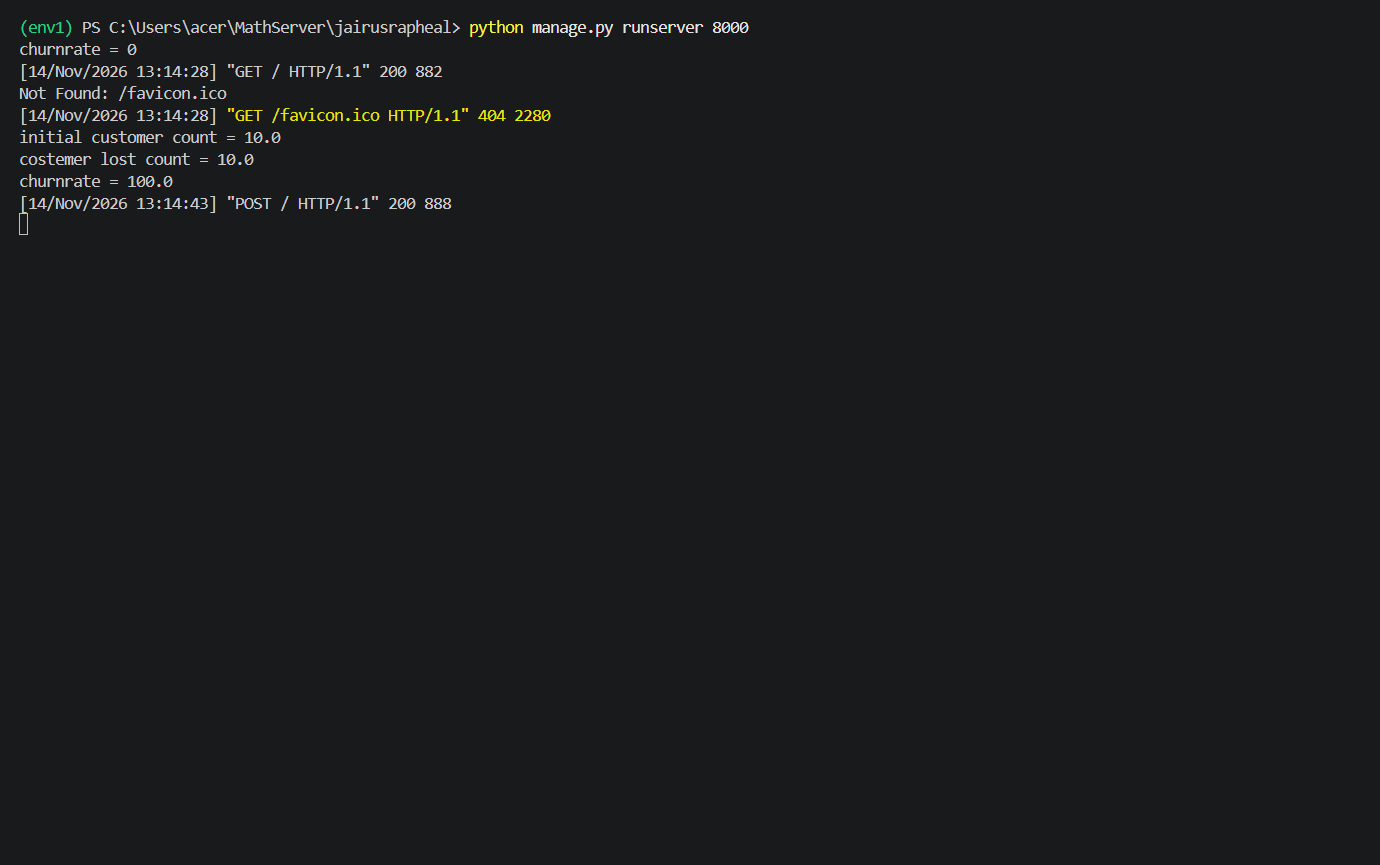 (env1) PS C:\Users\acer\MathServer\jairusrapheal> python manage.py runserver 8000
churnrate = 0
[14/Nov/2026 13:14:28] "GET / HTTP/1.1" 200 882
Not Found: /favicon.ico
[14/Nov/2026 13:14:28] "GET /favicon.ico HTTP/1.1" 404 2280
initial customer count = 10.0
costemer lost count = 10.0
churnrate = 100.0
[14/Nov/2026 13:14:43] "POST / HTTP/1.1" 200 888